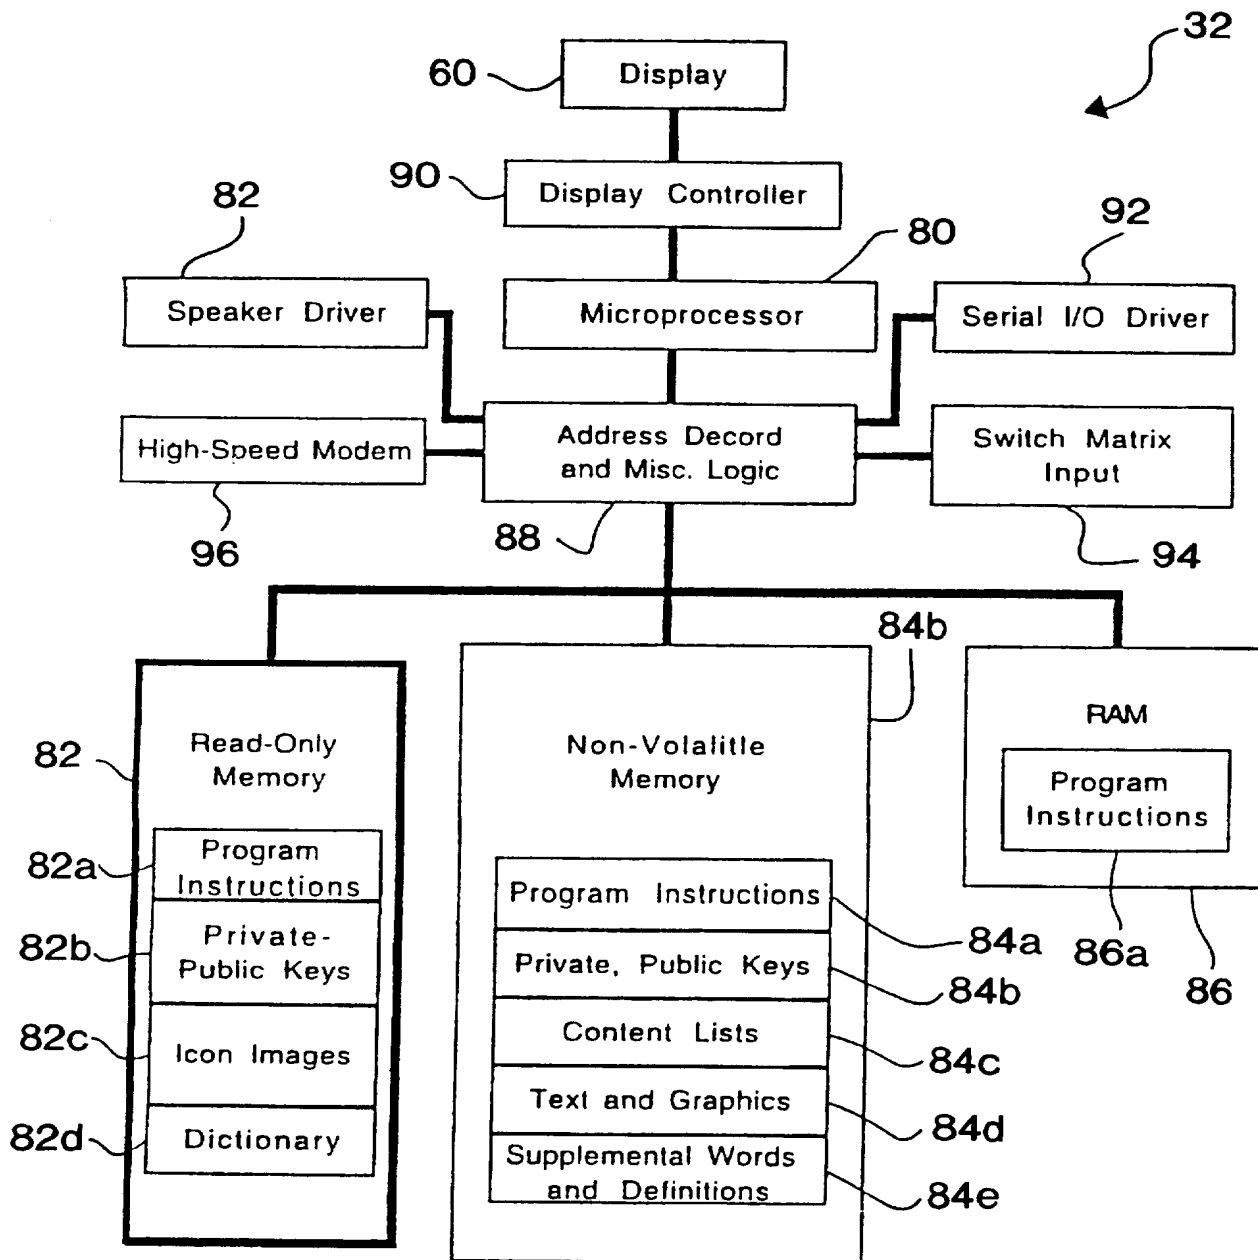 32
60
Display
90
Display Controller
82
80
92
Speaker Driver
Microprocessor
Serial I/O Driver
High-Speed Modem
Address Decord
and Misc. Logic
Switch Matrix
Input
96
88
94
84b
82
Read-Only
Memory
82a
Program
Instructions
82b
Private-
Public Keys
82c
Icon Images
82d
Dictionary
Non-Volalitle
Memory
Program Instructions
84a
Private, Public Keys
84b
Content Lists
84c
Text and Graphics
84d
Supplemental Words
and Definitions
84e
RAM
Program
Instructions
86a
86